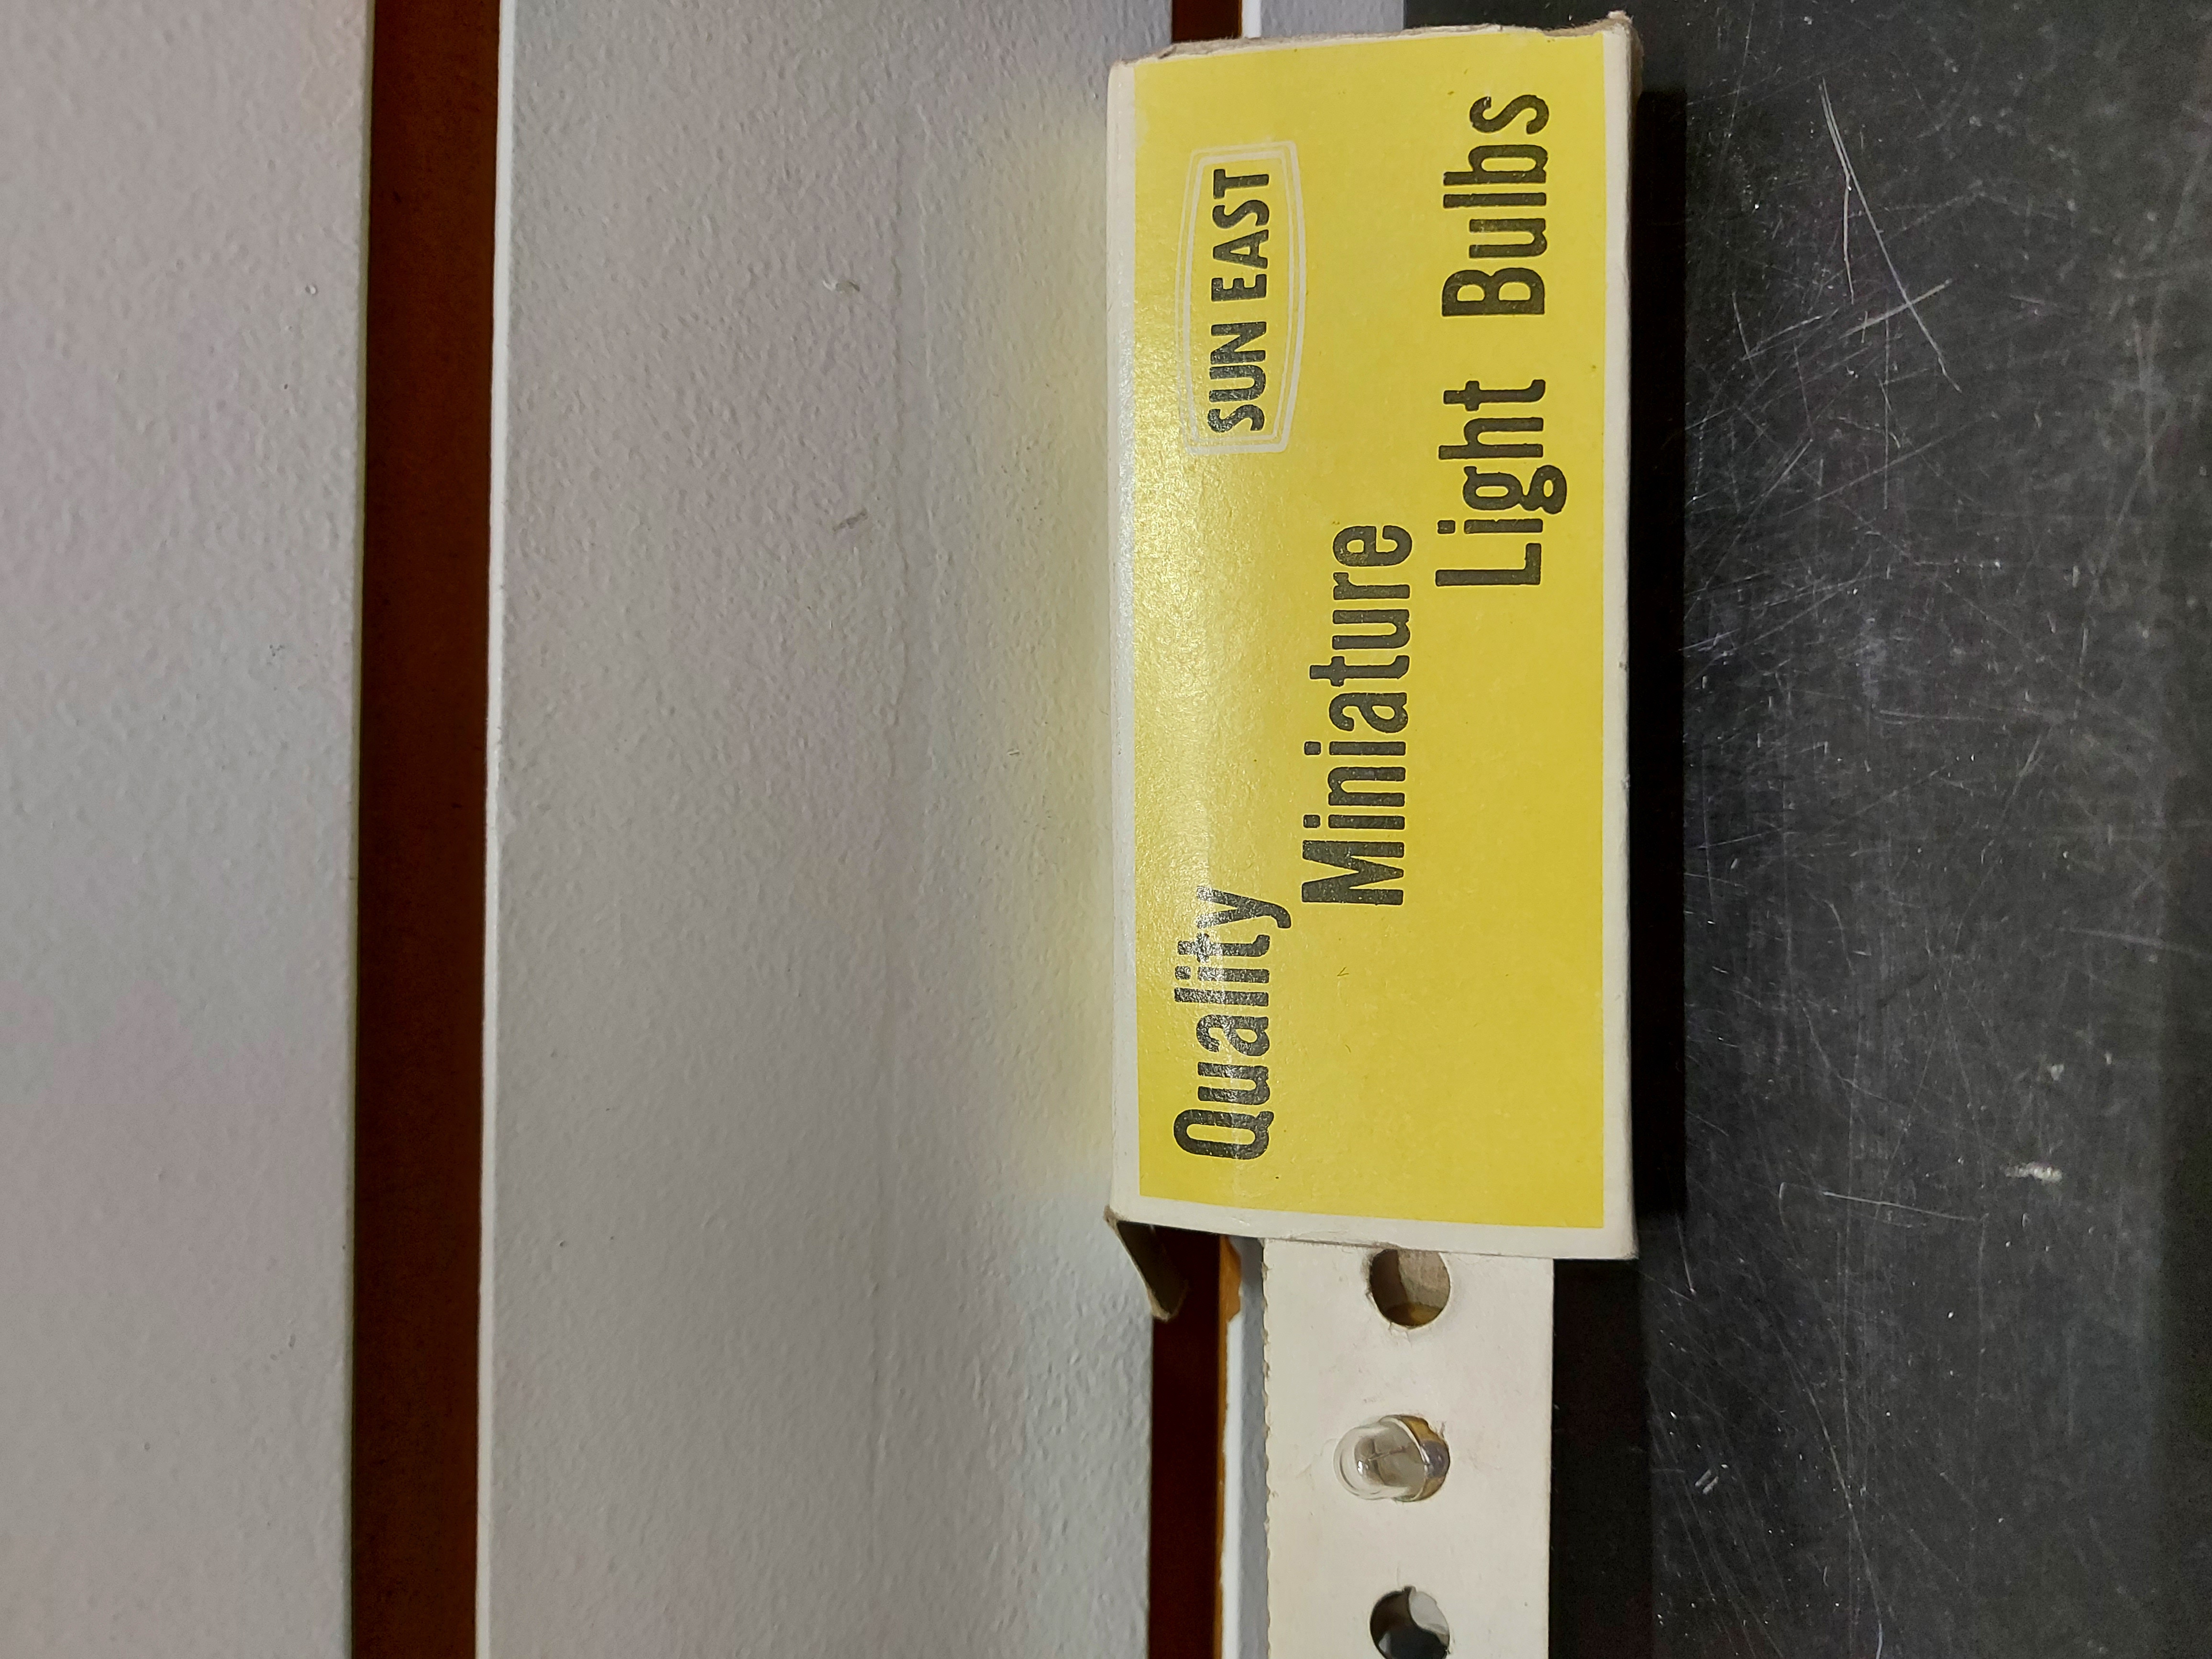 SUN EAST
Quality
Miniature
Light Bulbs